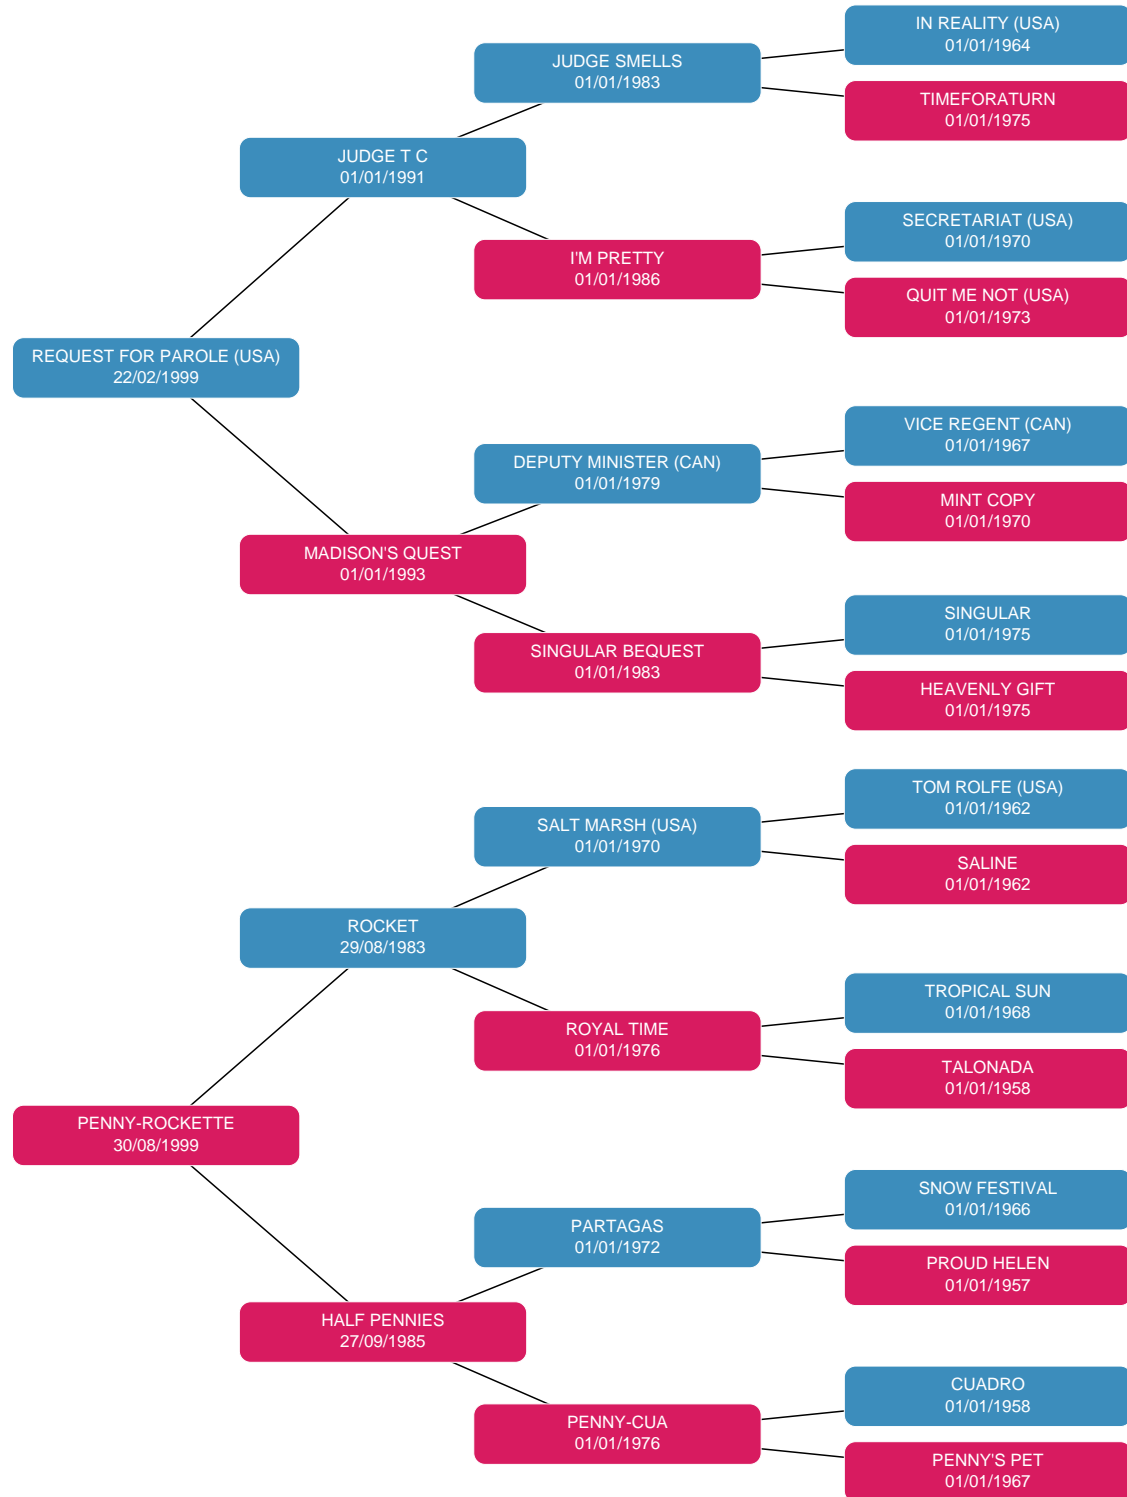 IN REALITY (USA)
01/01/1964
JUDGE SMELLS
01/01/1983
TIMEFORATURN
01/01/1975
JUDGE T C
01/01/1991
SECRETARIAT (USA)
01/01/1970
I'M PRETTY
01/01/1986
QUIT ME NOT (USA)
01/01/1973
REQUEST FOR PAROLE (USA)
22/02/1999
VICE REGENT (CAN)
01/01/1967
DEPUTY MINISTER (CAN)
01/01/1979
MINT COPY
01/01/1970
MADISON'S QUEST
01/01/1993
SINGULAR
01/01/1975
SINGULAR BEQUEST
01/01/1983
HEAVENLY GIFT
01/01/1975
TOM ROLFE (USA)
01/01/1962
SALT MARSH (USA)
01/01/1970
SALINE
01/01/1962
ROCKET
29/08/1983
TROPICAL SUN
01/01/1968
ROYAL TIME
01/01/1976
TALONADA
01/01/1958
PENNY-ROCKETTE
30/08/1999
SNOW FESTIVAL
01/01/1966
PARTAGAS
01/01/1972
PROUD HELEN
01/01/1957
HALF PENNIES
27/09/1985
CUADRO
01/01/1958
PENNY-CUA
01/01/1976
PENNY'S PET
01/01/1967